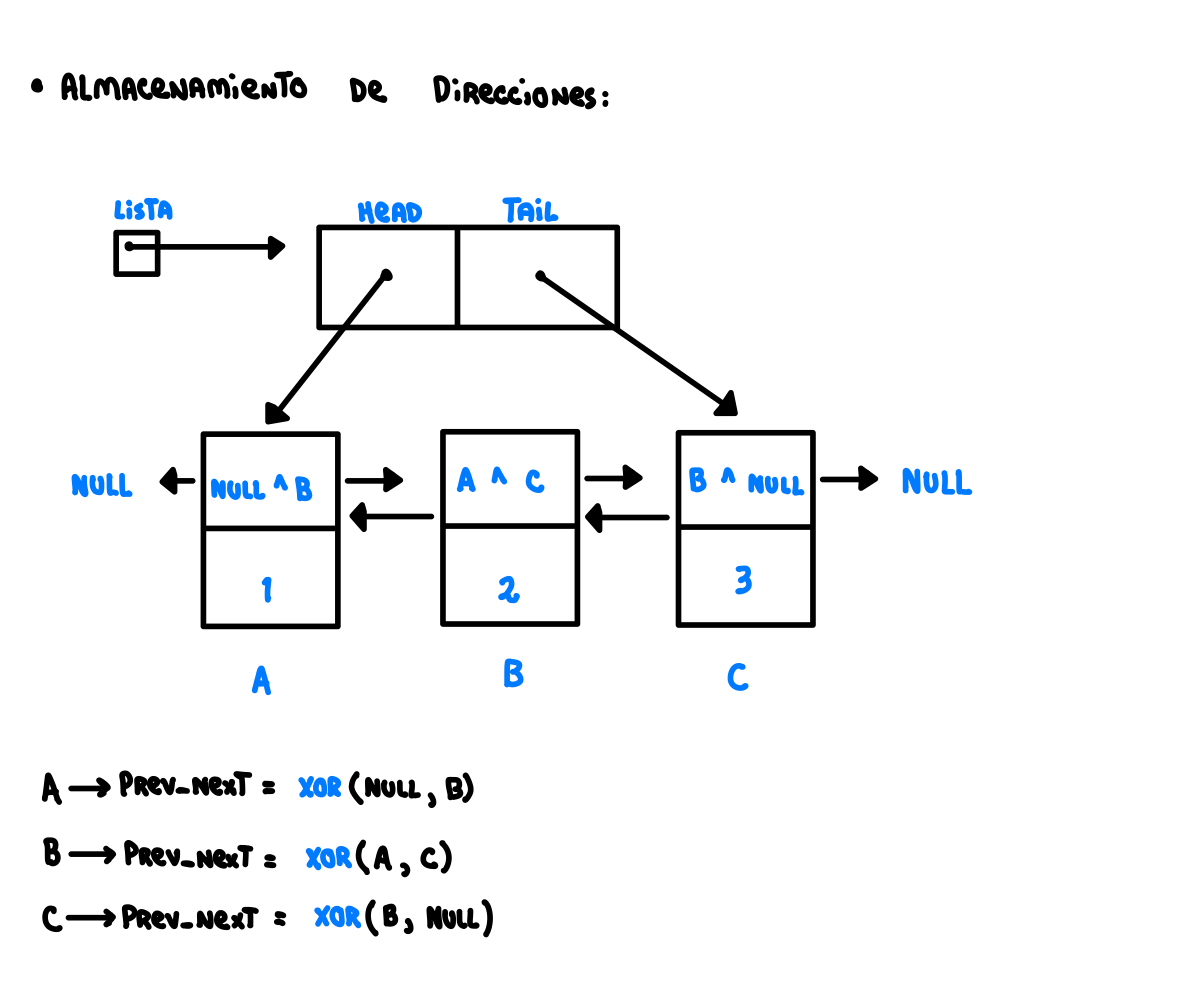 • Almacenamiento de Direcciones:
Lista
Head Tail
NULL NULL ^ B A ^ C B ^ NULL NULL
1 2 3
A B C
A → Prev_Next = XOR (NULL, B)
B → Prev_Next = XOR (A, C)
C → Prev_Next = XOR (B, NULL)